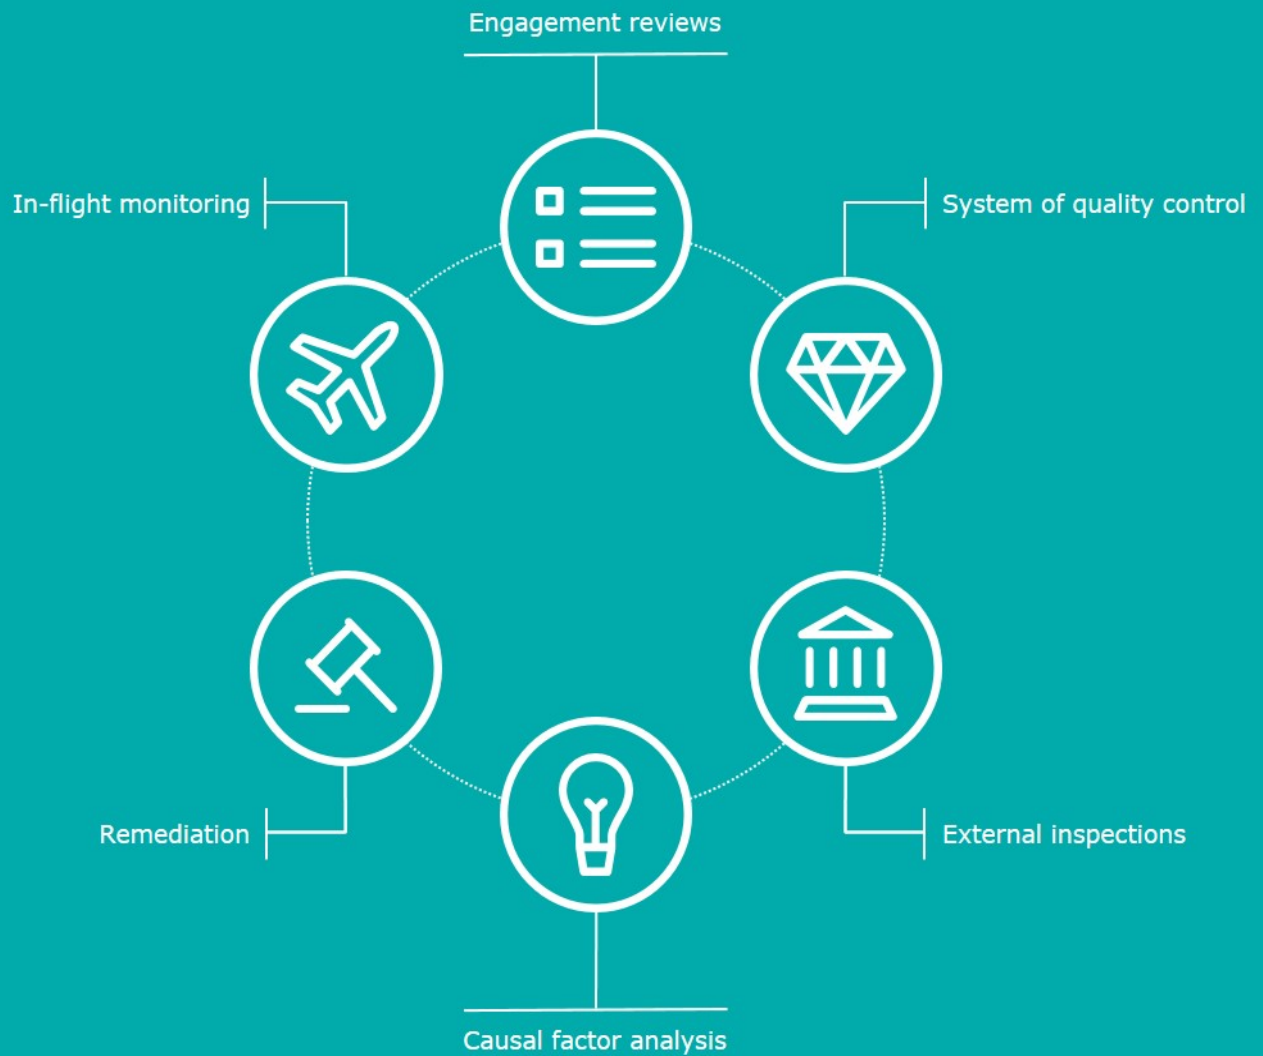 Engagement reviews
In-flight monitoring
System of quality control
Remediation
External inspections
Causal factor analysis